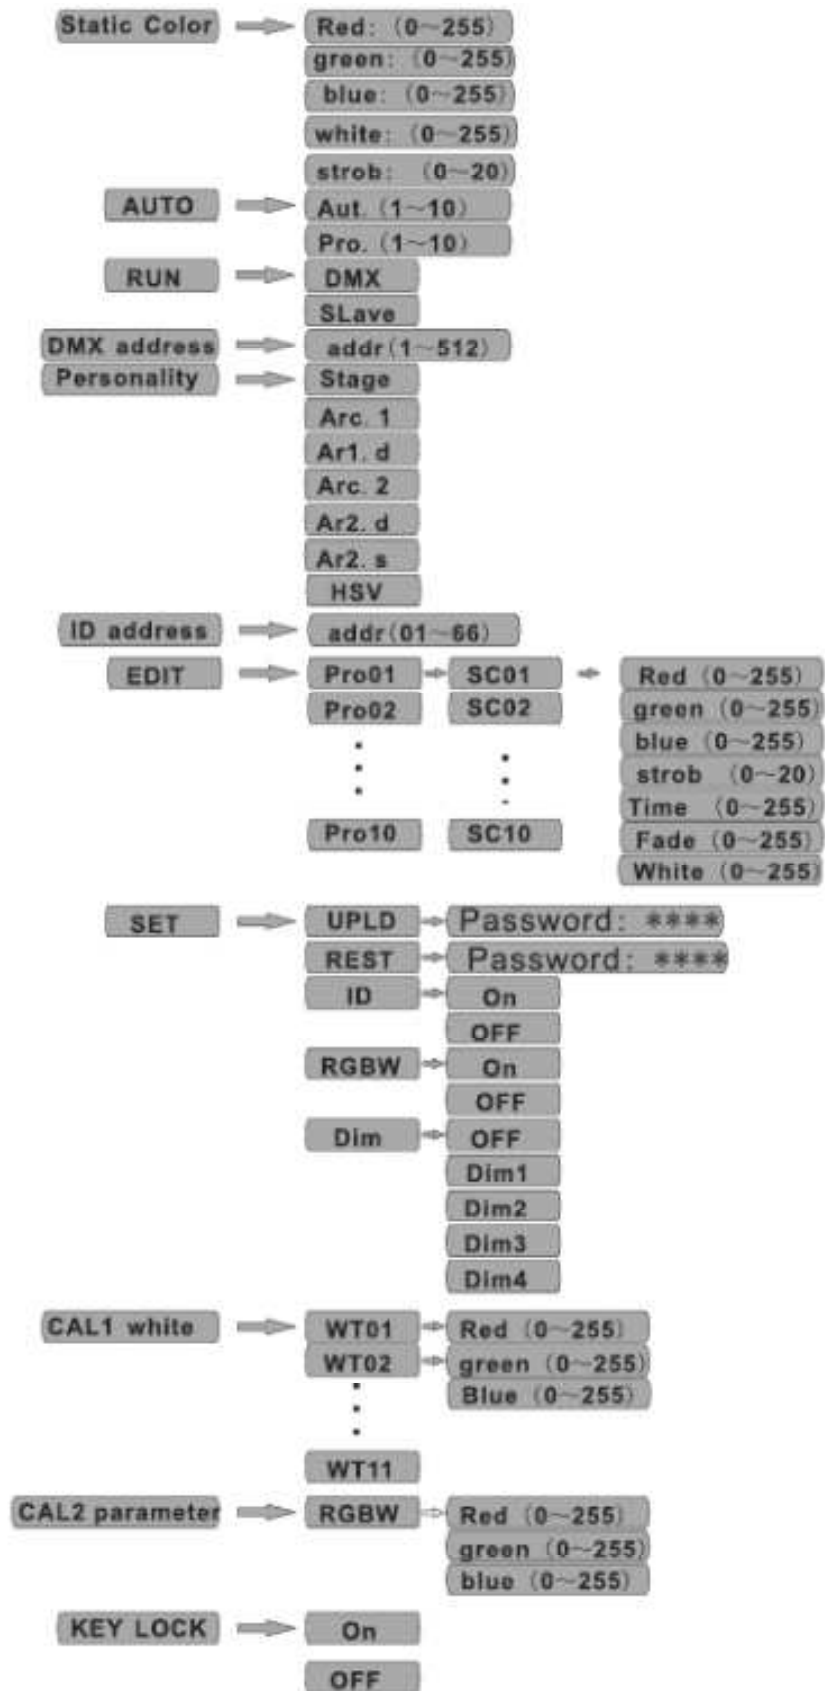 Static Color Red: (0~255)
green: (0~255)
blue: (0~255)
white: (0~255)
strob: (0~20)
AUTO Aut. (1~10)
Pro. (1~10)
RUN DMX
SLave
DMX address addr(1~512)
Personality Stage
Arc. 1
Ar1. d
Arc. 2
Ar2. d
Ar2. s
HSV
ID address addr(01~66)
EDIT Pro01 SC01 Red (0~255)
Pro02 SC02 green (0~255)
blue (0~255)
strob (0~20)
Time (0~255)
Pro10 SC10 Fade (0~255)
White (0~255)
SET UPLD Password: ****
REST Password: ****
ID On
OFF
RGBW On
OFF
Dim OFF
Dim1
Dim2
Dim3
Dim4
CAL1 white WT01 Red (0~255)
WT02 green (0~255)
Blue (0~255)
WT11
CAL2 parameter RGBW Red (0~255)
green (0~255)
blue (0~255)
KEY LOCK On
OFF